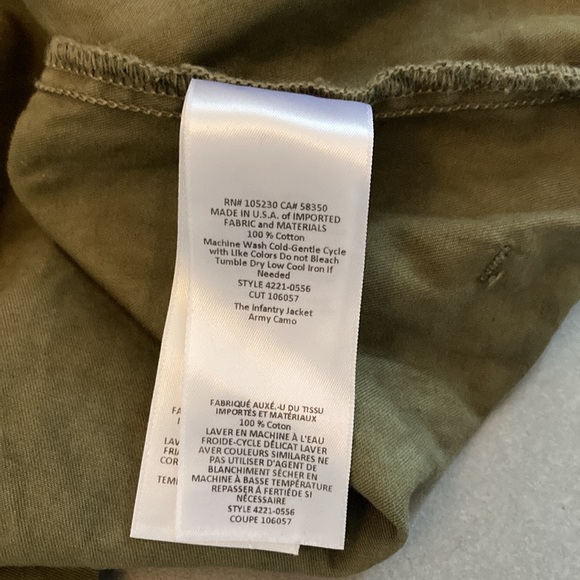 RN# 105230 CA# 58350
MADE IN U.S.A. of IMPORTED
FABRIC and MATERIALS
100 % Cotton
Machine Wash Cold-Gentle Cycle
with Like Colors Do not Bleach
Tumble Dry Low Cool Iron if
Needed
STYLE 4221-0556
CUT 106057
The Infantry Jacket
Army Camo
FABRIQUÉ AUXÉ.-U DU TISSU
IMPORTÉS ET MATÉRIAUX
100 % Coton
LAVER EN MACHINE À L'EAU
FROIDE-CYCLE DÉLICAT LAVER
AVER COULEURS SIMILAIRES NE
PAS UTILISER D'AGENT DE
BLANCHIMENT SÉCHER EN
MACHINE À BASSE TEMPÉRATURE
REPASSER À FERTIÈDE SI
NÉCESSAIRE
STYLE 4221-0556
COUPE 106057